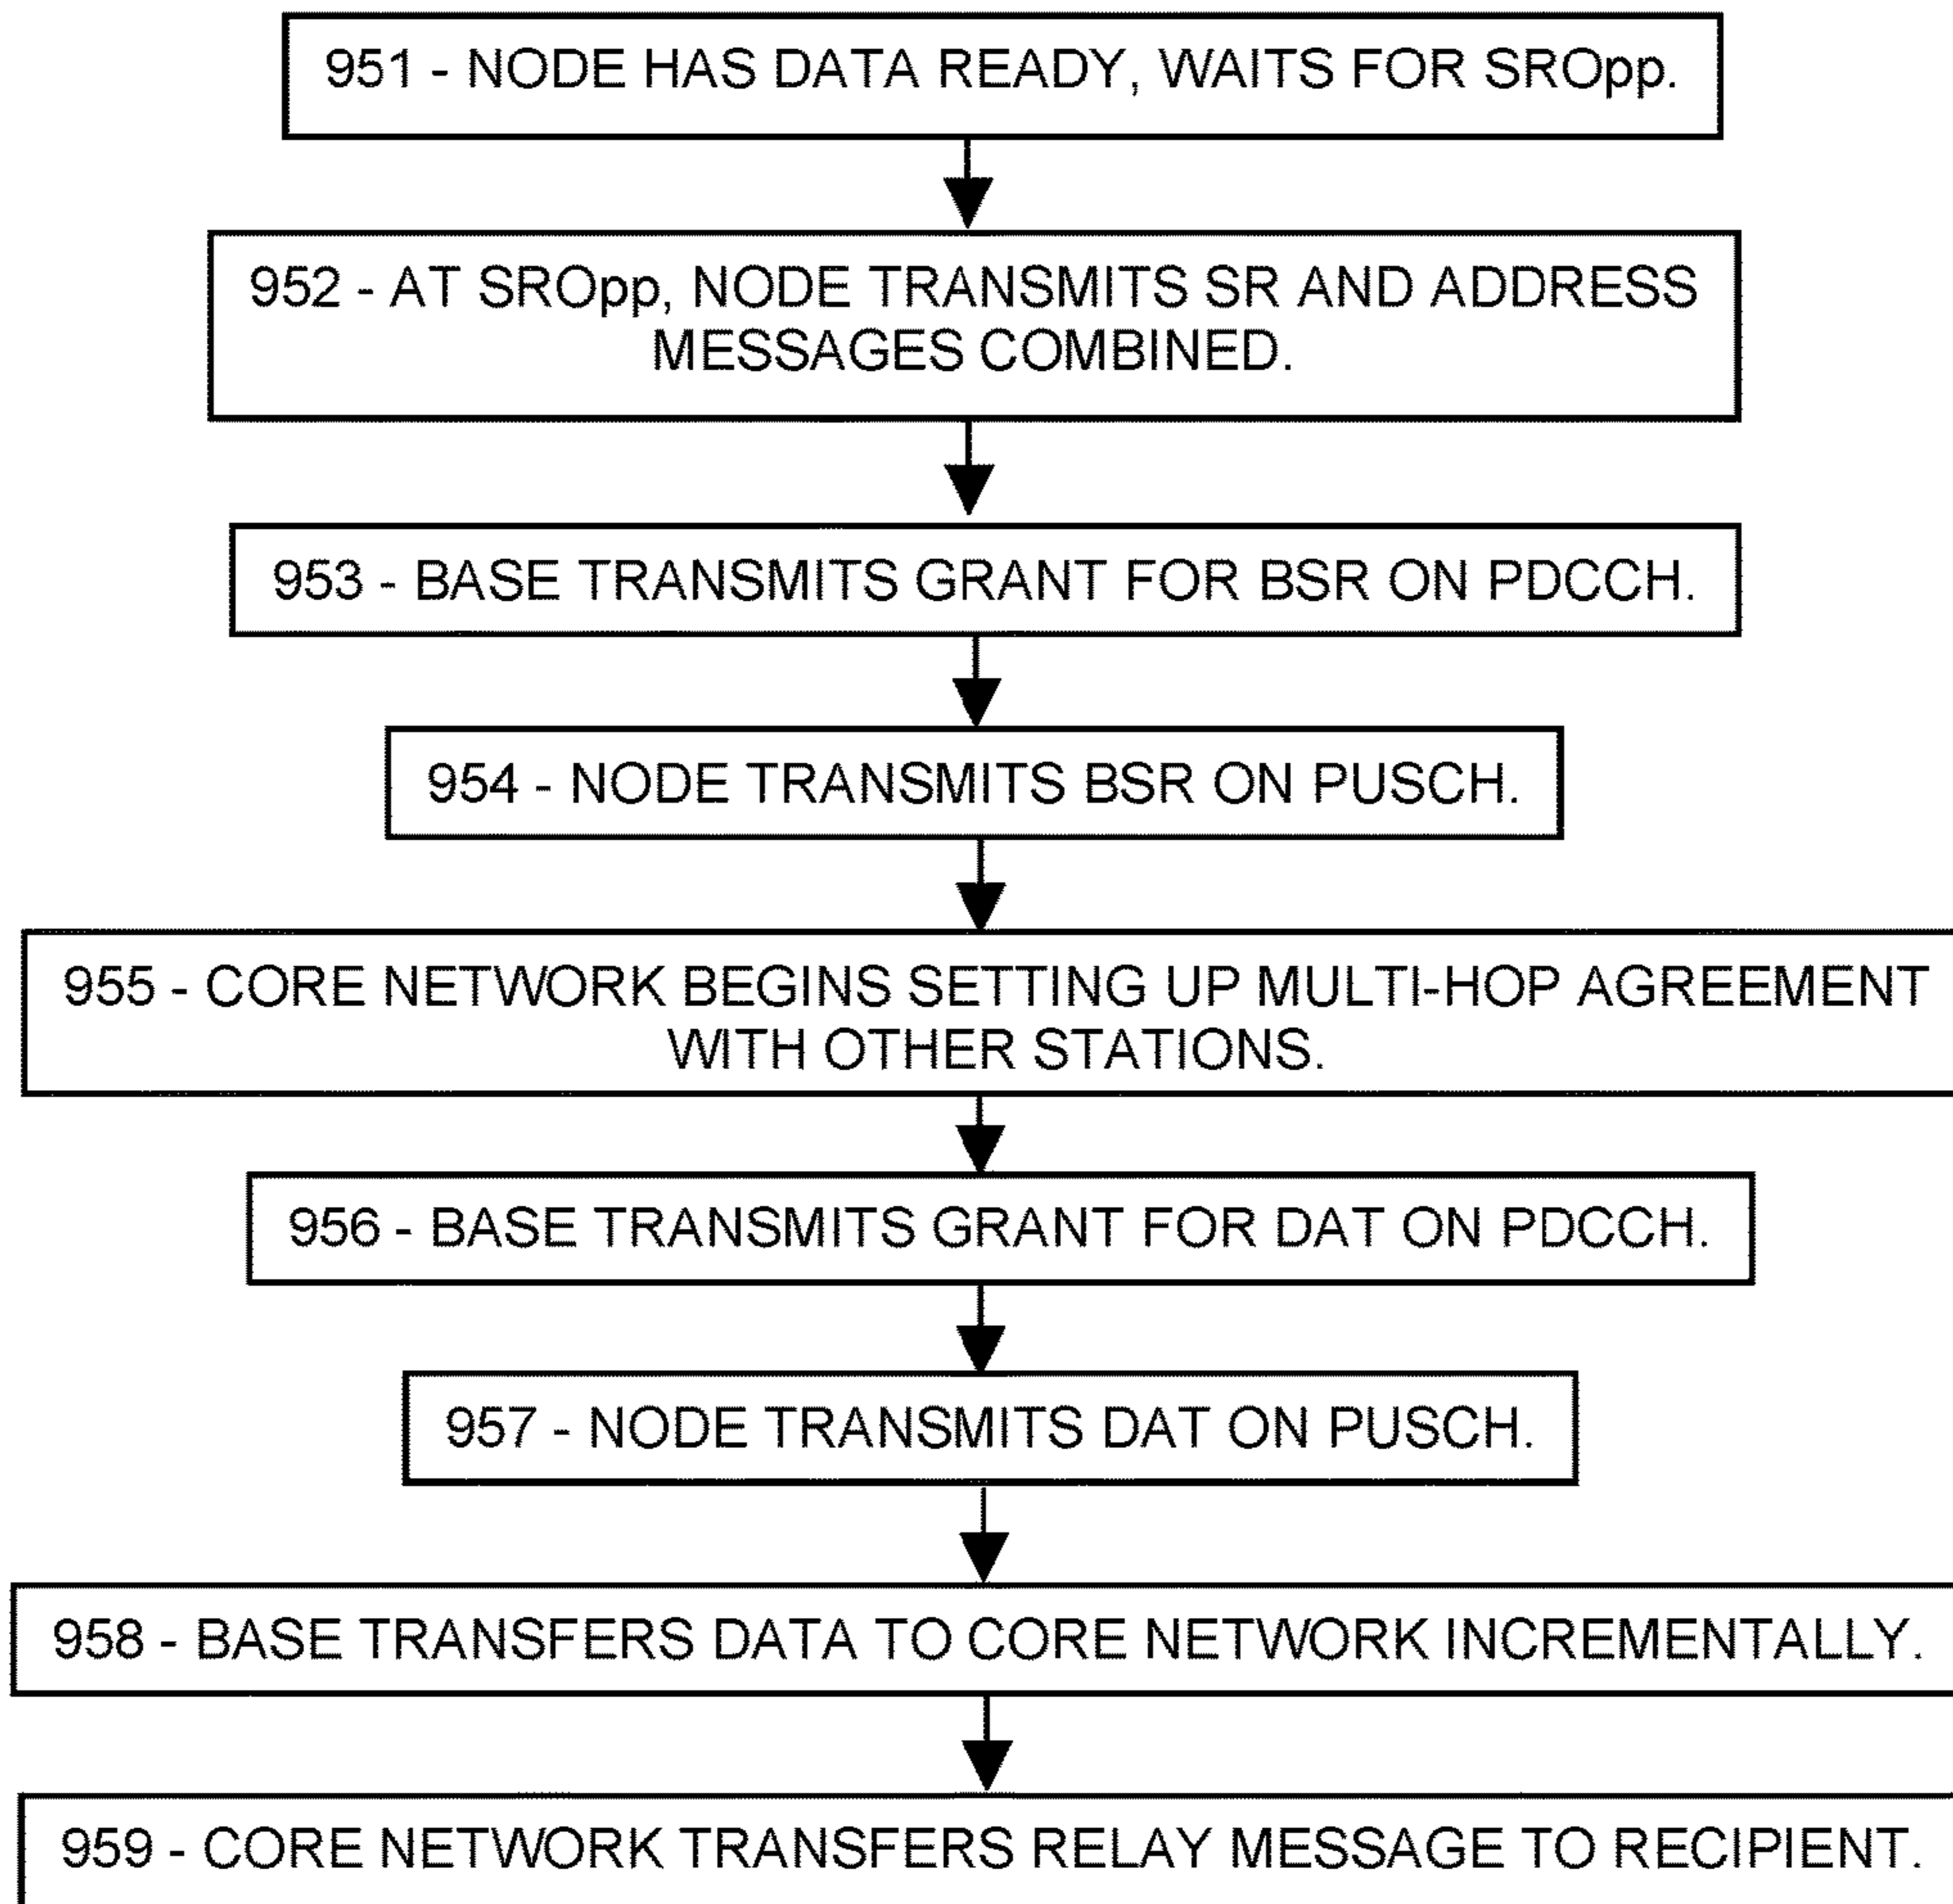 951 - NODE HAS DATA READY, WAITS FOR SROpp.
952 - AT SROpp, NODE TRANSMITS SR AND ADDRESS
MESSAGES COMBINED.
953 - BASE TRANSMITS GRANT FOR BSR ON PDCCH.
954 - NODE TRANSMITS BSR ON PUSCH.
955 - CORE NETWORK BEGINS SETTING UP MULTI-HOP AGREEMENT
WITH OTHER STATIONS.
956 - BASE TRANSMITS GRANT FOR DAT ON PDCCH.
957 - NODE TRANSMITS DAT ON PUSCH.
958 - BASE TRANSFERS DATA TO CORE NETWORK INCREMENTALLY.
959 - CORE NETWORK TRANSFERS RELAY MESSAGE TO RECIPIENT.